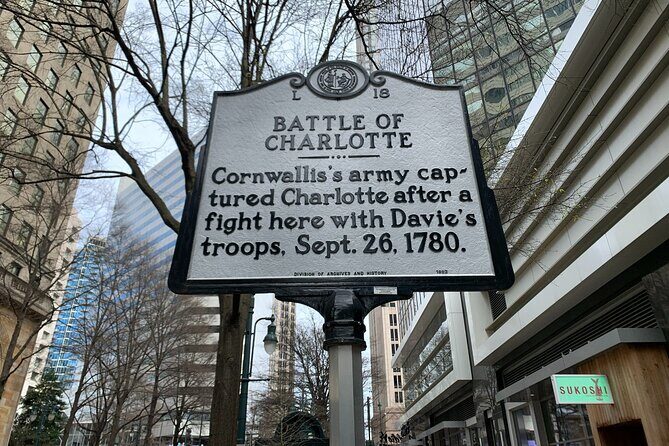 L 18
BATTLE OF
CHARLOTTE
Cornwallis's army cap-
tured Charlotte after a
fight here with Davie's
troops, Sept. 26, 1780.
DIVISION OF ARCHIVES AND HISTORY
SUKOSHI